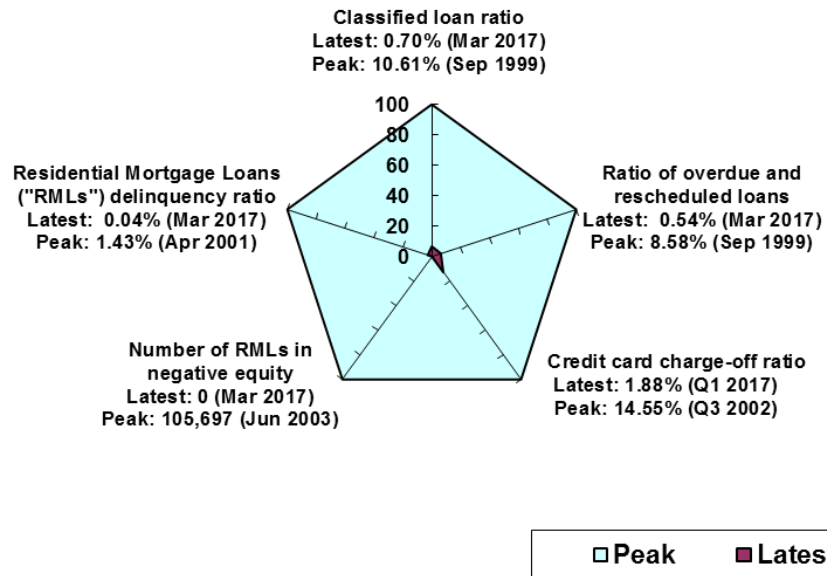 Classified loan ratio
Latest: 0.70% (Mar 2017)
Peak: 10.61% (Sep 1999)
100
80
60
40
20
0
Residential Mortgage Loans
("RMLs") delinquency ratio
Latest: 0.04% (Mar 2017)
Peak: 1.43% (Apr 2001)
Ratio of overdue and
rescheduled loans
Latest: 0.54% (Mar 2017)
Peak: 8.58% (Sep 1999)
Number of RMLs in
negative equity
Latest: 0 (Mar 2017)
Peak: 105,697 (Jun 2003)
Credit card charge-off ratio
Latest: 1.88% (Q1 2017)
Peak: 14.55% (Q3 2002)
Peak Lates